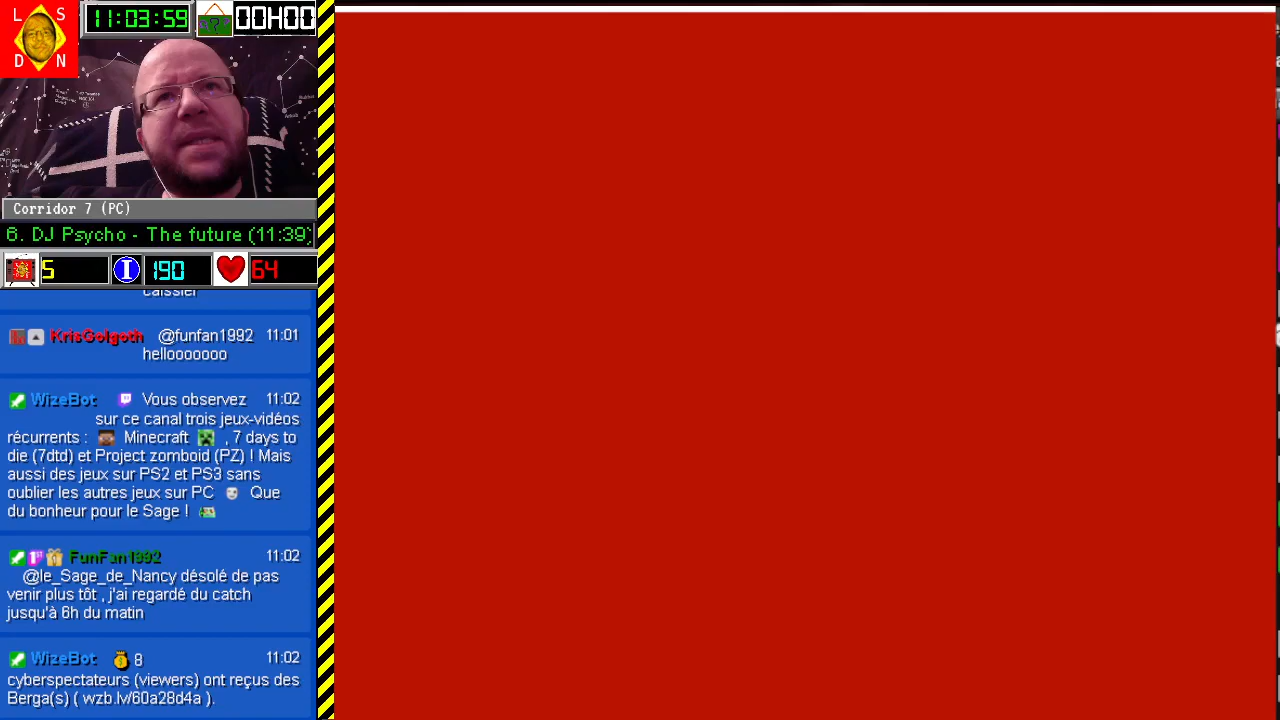 L S
D N
11:03:59
00H00
Corridor 7 (PC)
6. DJ Psycho - The future (11:39)
5
I
190
64
caissier
KrisGolgoth @funfan1992 11:01
hellooooooo
WizeBot Vous observez 11:02
sur ce canal trois jeux-vidéos
récurrents : Minecraft , 7 days to
die (7dtd) et Project zomboid (PZ) ! Mais
aussi des jeux sur PS2 et PS3 sans
oublier les autres jeux sur PC Que
du bonheur pour le Sage !
FunFan1992 11:02
@le_Sage_de_Nancy désolé de pas
venir plus tôt , j'ai regardé du catch
jusqu'à 6h du matin
WizeBot 8 11:02
cyberspectateurs (viewers) ont reçus des
Berga(s) ( wzb.lv/60a28d4a ).